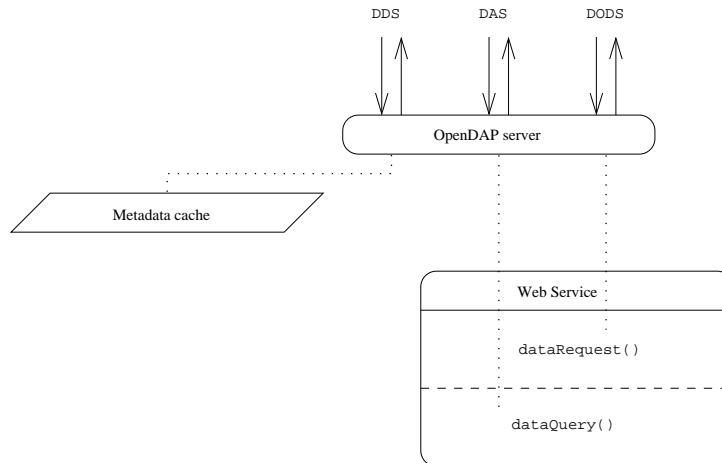 DDS DAS DODS
OpenDAP server
Metadata cache
Web Service
dataRequest()
dataQuery()